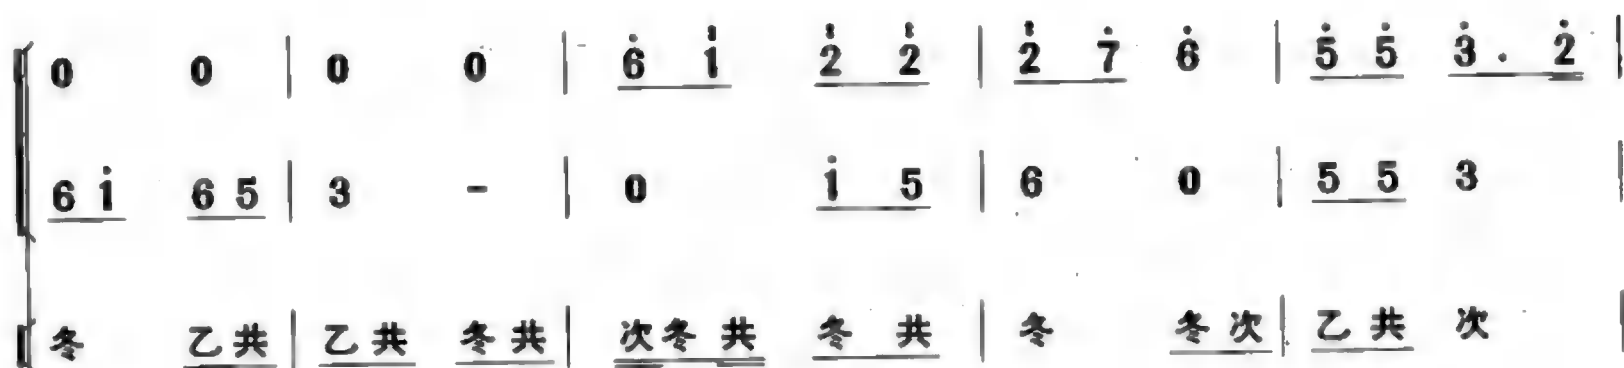 0 0 | 0 0 | 6 1 2 2 | 2 7 6 | 5 5 3 . 2 |
6 1 6 5 | 3 - | 0 1 5 | 6 0 | 5 5 3 |
冬 乙共 | 乙共 冬共 | 次冬共 冬共 | 冬 冬次 | 乙共 次 |